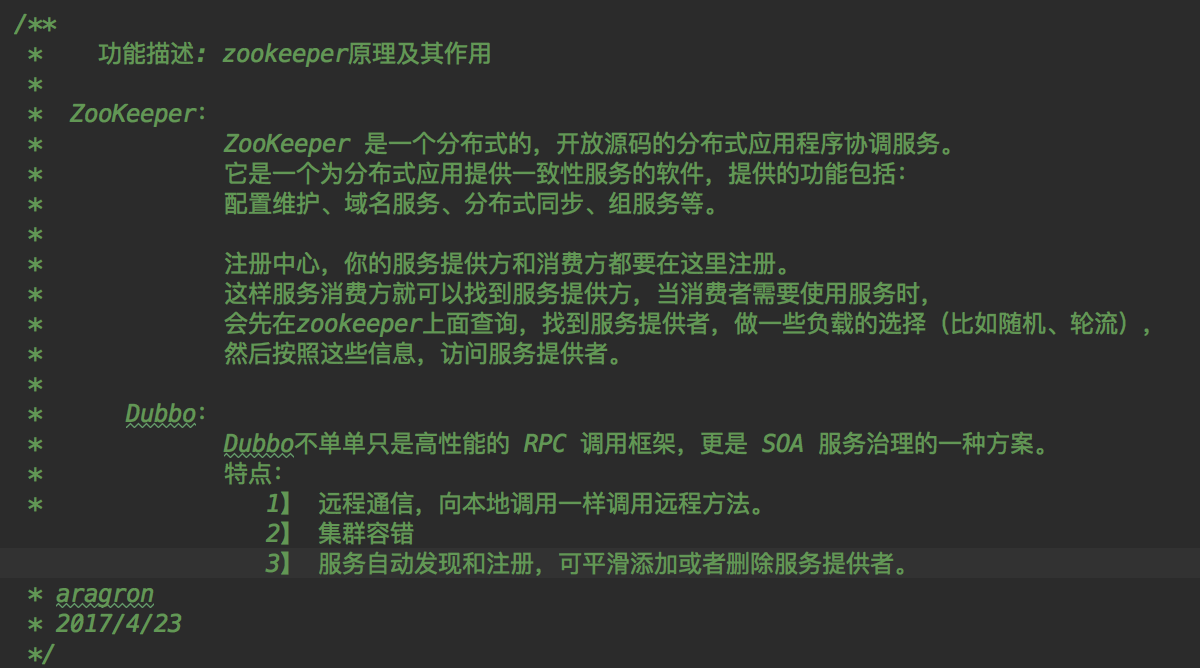 /**
 *    功能描述: zookeeper原理及其作用
 *
 *  ZooKeeper:
 *             ZooKeeper 是一个分布式的，开放源码的分布式应用程序协调服务。
 *             它是一个为分布式应用提供一致性服务的软件，提供的功能包括：
 *             配置维护、域名服务、分布式同步、组服务等。
 *
 *             注册中心，你的服务提供方和消费方都要在这里注册。
 *             这样服务消费方就可以找到服务提供方，当消费者需要使用服务时，
 *             会先在zookeeper上面查询，找到服务提供者，做一些负载的选择（比如随机、轮流），
 *             然后按照这些信息，访问服务提供者。
 *
 *      Dubbo:
 *             Dubbo不单单只是高性能的 RPC 调用框架，更是 SOA 服务治理的一种方案。
 *             特点：
 *                1】 远程通信，向本地调用一样调用远程方法。
                  2】 集群容错
                  3】 服务自动发现和注册，可平滑添加或者删除服务提供者。
 * aragron
 * 2017/4/23
 */